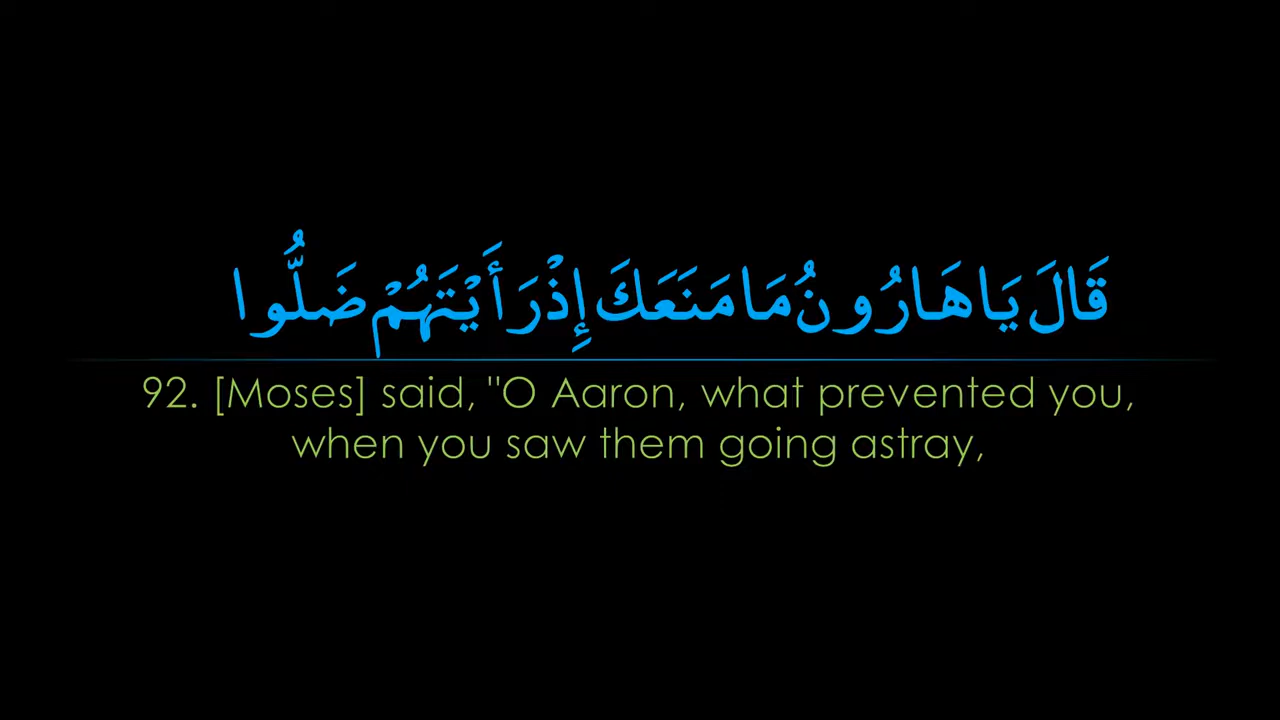 قَالَ يَا هَارُونُ مَا مَنَعَكَ إِذْ رَأَيْتَهُمْ ضَلُّوا
92. [Moses] said, "O Aaron, what prevented you,
when you saw them going astray,